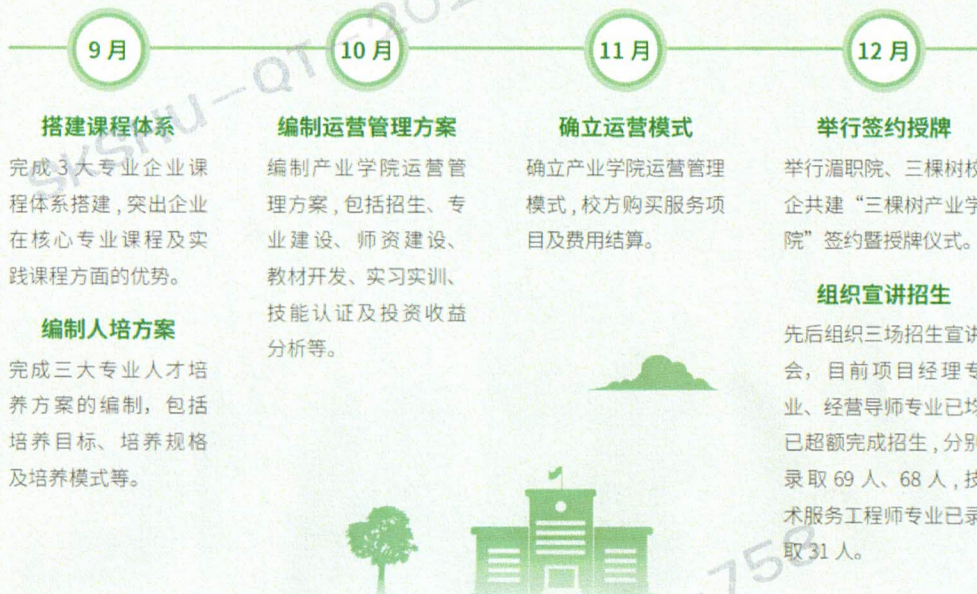 9 月
搭建课程体系
完成 3 大专业企业课
程体系搭建 , 突出企业
在核心专业课程及实
践课程方面的优势。
编制人培方案
完成三大专业人才培
养方案的编制，包括
培养目标、培养规格
及培养模式等。
10 月
编制运营管理方案
编制产业学院运营管
理方案 , 包括招生、专
业建设、师资建设、
教材开发、实习实训、
技能认证及投资收益
分析等。
11 月
确立运营模式
确立产业学院运营管理
模式 , 校方购买服务项
目及费用结算。
12 月
举行签约授牌
举行湄职院、三棵树校
企共建“三棵树产业学
院”签约暨授牌仪式。
组织宣讲招生
先后组织三场招生宣讲
会，目前项目经理专
业、经营导师专业已均
已超额完成招生 , 分别
录取 69 人、68 人 , 技
术服务工程师专业已录
取 31 人。
SKSHU-QT-202
758